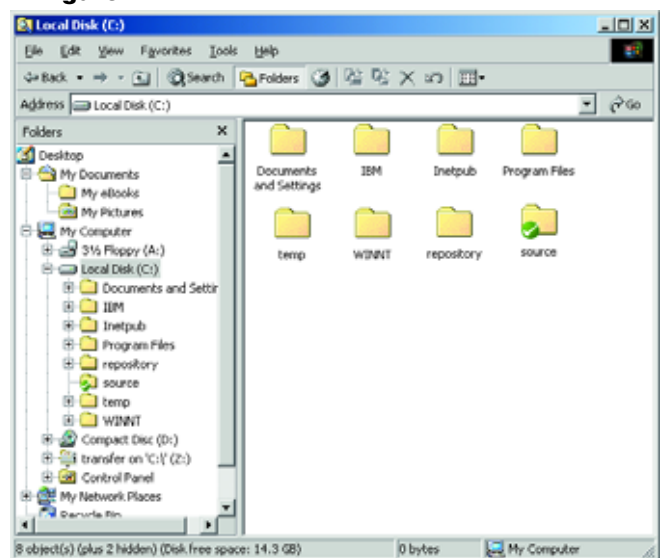 Local Disk (C:)
File Edit View Favorites Tools Help
Back Search Folders
Address Local Disk (C:) Go
Folders
Desktop
My Documents
My eBooks
My Pictures
My Computer
3½ Floppy (A:)
Local Disk (C:)
Documents and Settir
IBM
Inetpub
Program Files
repository
source
temp
WINNT
Compact Disc (D:)
transfer on 'C:\' (Z:)
Control Panel
My Network Places
Recycle Bin
Documents and Settings
IBM
Inetpub
Program Files
temp
WINNT
repository
source
8 object(s) (plus 2 hidden) (Disk free space: 14.3 GB) 0 bytes My Computer